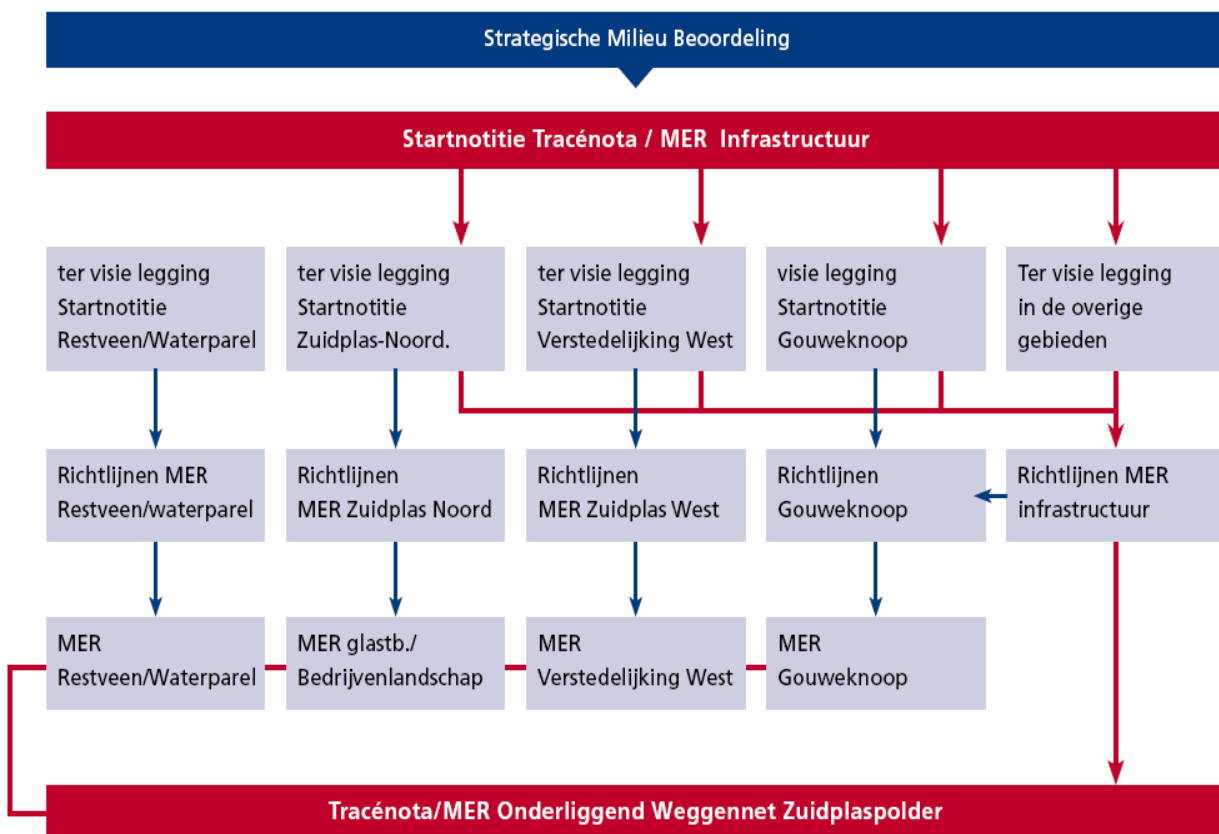 Strategische Milieu Beoordeling
Startnotitie Tracénota / MER Infrastructuur
ter visie legging
Startnotitie
Restveen/Waterparel
ter visie legging
Startnotitie
Zuidplas-Noord.
ter visie legging
Startnotitie
Verstedelijking West
visie legging
Startnotitie
Gouweknoop
Ter visie legging
in de overige
gebieden
Richtlijnen MER
Restveen/waterparel
Richtlijnen
MER Zuidplas Noord
Richtlijnen
MER Zuidplas West
Richtlijnen
Gouweknoop
Richtlijnen MER
infrastructuur
MER
Restveen/Waterparel
MER glastb./
Bedrijvenlandschap
MER
Verstedelijking West
MER
Gouweknoop
Tracénota/MER Onderliggend Weggennet Zuidplaspolder